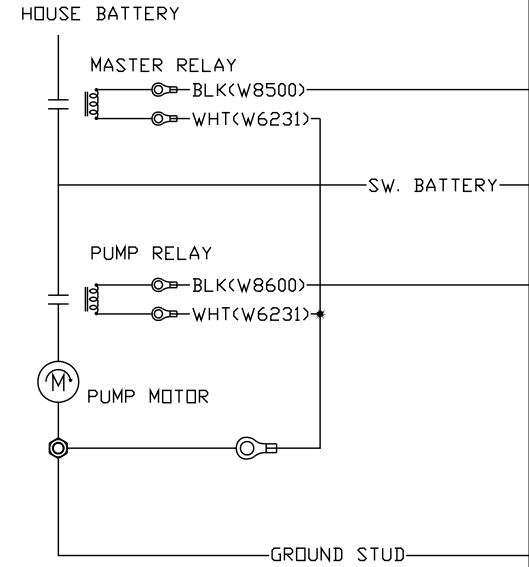 HOUSE BATTERY
MASTER RELAY
BLK(W8500)
WHT(W6231)
SW. BATTERY
PUMP RELAY
BLK(W8600)
WHT(W6231)
M
PUMP MOTOR
GROUND STUD